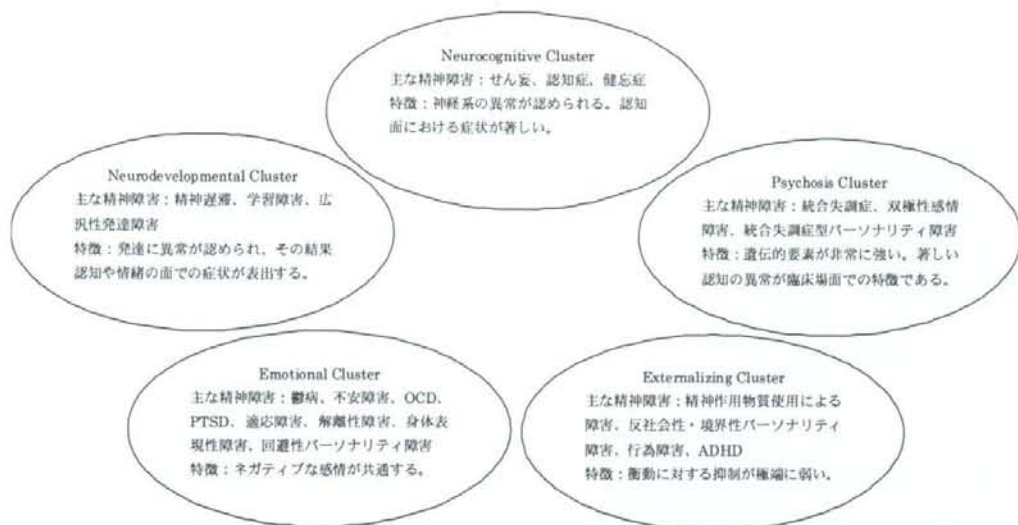 Neurocognitive Cluster
主な精神障害：せん妄、認知症、健忘症
特徴：神経系の異常が認められる。認知
面における症状が著しい。
Neurodevelopmental Cluster
主な精神障害：精神遅滞、学習障害、広
汎性発達障害
特徴：発達に異常が認められ、その結果
認知や情緒の面での症状が表出する。
Psychosis Cluster
主な精神障害：統合失調症、双極性感情
障害、統合失調症型パーソナリティ障害
特徴：遺伝的要素が非常に強い。著しい
認知の異常が臨床場面での特徴である。
Emotional Cluster
主な精神障害：鬱病、不安障害、OCD、
PTSD、適応障害、解離性障害、身体表
現性障害、回避性パーソナリティ障害
特徴：ネガティブな感情が共通する。
Externalizing Cluster
主な精神障害：精神作用物質使用による
障害、反社会性・境界性パーソナリティ
障害、行為障害、ADHD
特徴：衝動に対する抑制が極端に弱い。